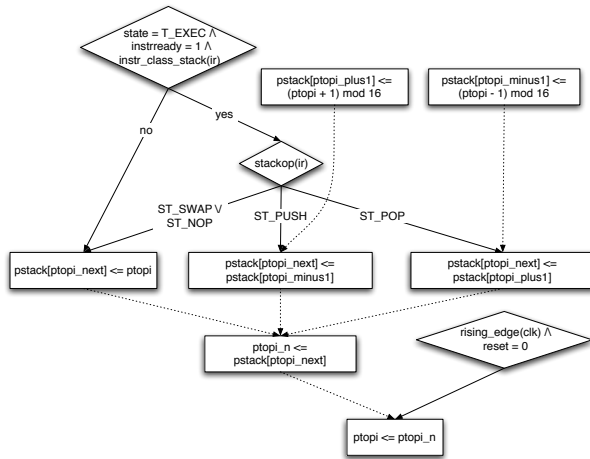 state = T_EXEC /\
instrready = 1 /\
instr_class_stack(ir)
pstack[ptopi_plus1] <=
(ptopi + 1) mod 16
pstack[ptopi_minus1] <=
(ptopi - 1) mod 16
no
yes
stackop(ir)
ST_SWAP \/
ST_NOP
ST_PUSH
ST_POP
pstack[ptopi_next] <= ptopi
pstack[ptopi_next] <=
pstack[ptopi_minus1]
pstack[ptopi_next] <=
pstack[ptopi_plus1]
ptopi_n <=
pstack[ptopi_next]
rising_edge(clk) /\
reset = 0
ptopi <= ptopi_n